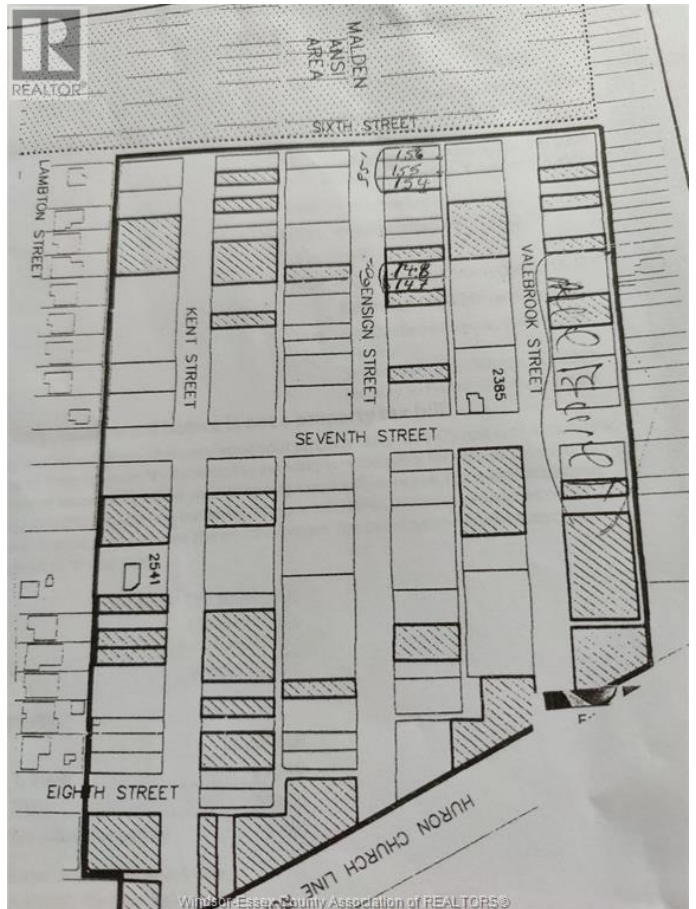 R
REALTOR®
MALDEN
ANSI
AREA
SIXTH STREET
LAMBTON STREET
156
155
154
148
147
KENT STREET
ENSIGN STREET
VALEBROOK STREET
2385
SEVENTH STREET
2541
EIGHTH STREET
HURON CHURCH LINE
Windsor-Essex County Association of REALTORS®